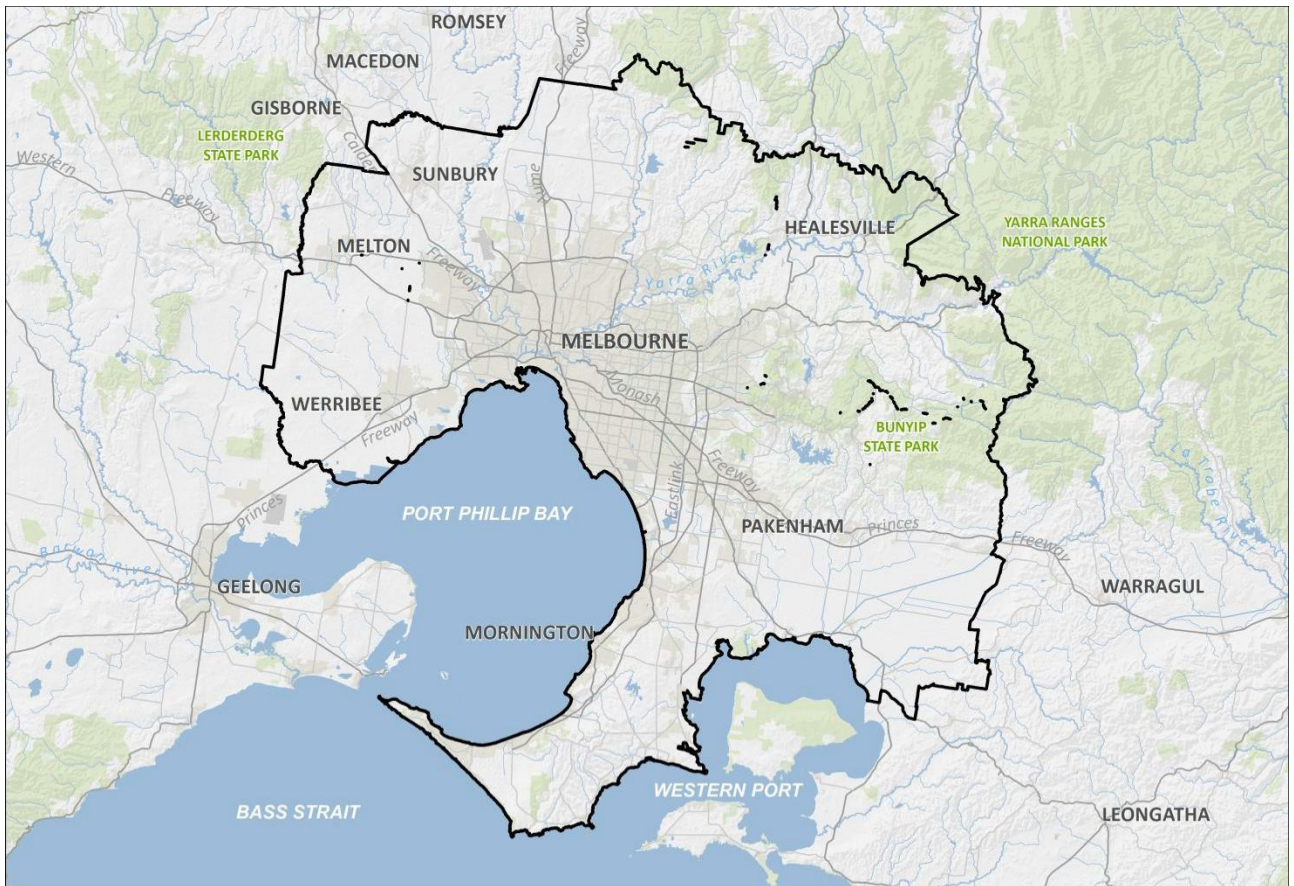 ROMSEY
Freeway
MACEDON
GISBORNE
LERDERDERG
STATE PARK
Calder
Western
Freeway
SUNBURY
Hume
YARRA RANGES
NATIONAL PARK
HEALESVILLE
MELTON
Freeway
Yarra River
MELBOURNE
Monash
WERRIBEE
Freeway
BUNYIP
STATE PARK
Latrobe River
Eastlink
Freeway
PORT PHILLIP BAY
Princes
PAKENHAM
Princes
Freeway
Barwon River
GEELONG
WARRAGUL
MORNINGTON
WESTERN PORT
BASS STRAIT
LEONGATHA